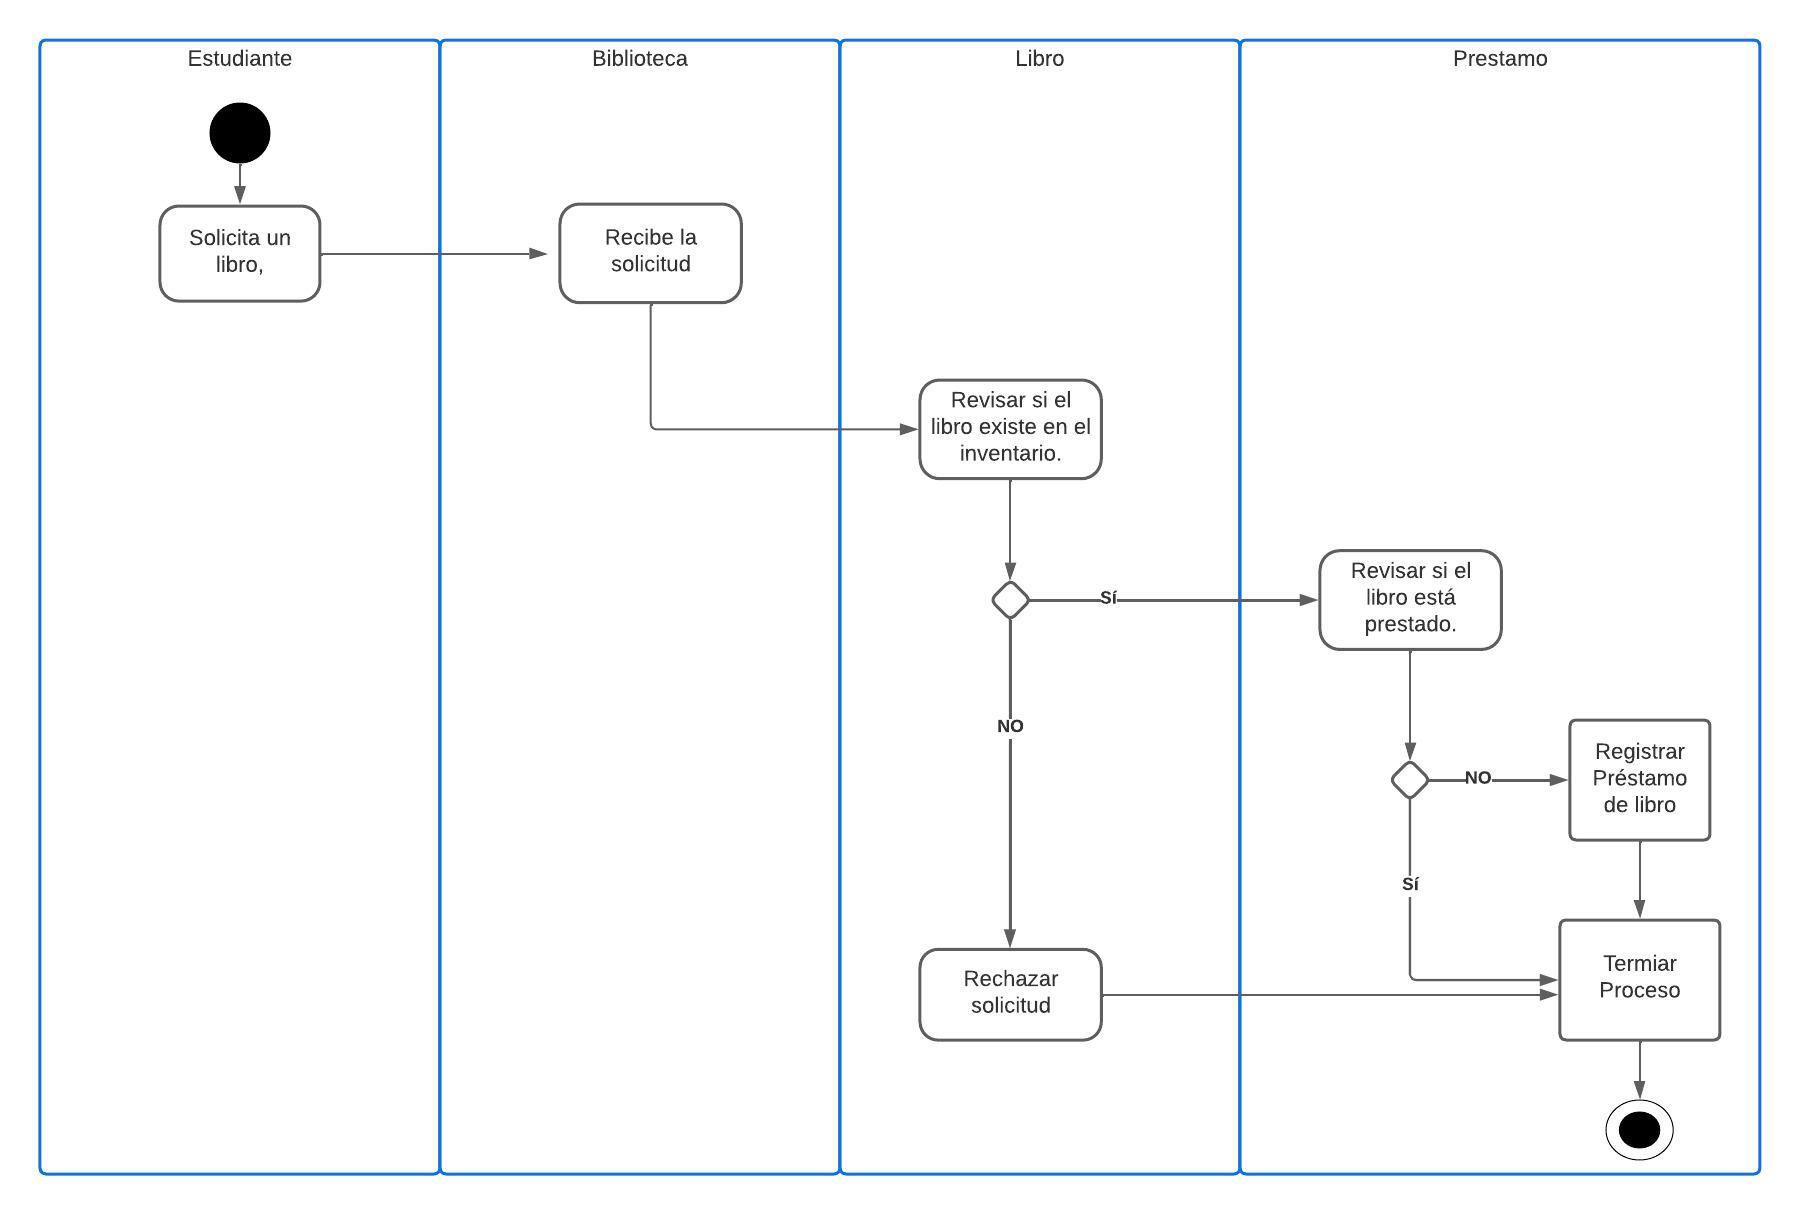 Estudiante
Biblioteca
Libro
Prestamo
Solicita un
libro,
Recibe la
solicitud
Revisar si el
libro existe en el
inventario.
Sí
Revisar si el
libro está
prestado.
NO
NO
Registrar
Préstamo
de libro
Sí
Rechazar
solicitud
Termiar
Proceso